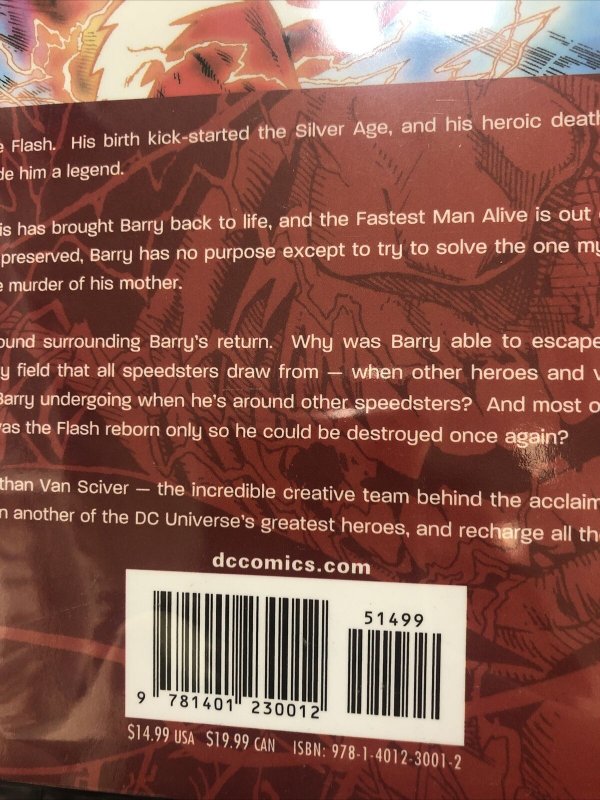 e Flash. His birth kick-started the Silver Age, and his heroic death
de him a legend.
is has brought Barry back to life, and the Fastest Man Alive is out
preserved, Barry has no purpose except to try to solve the one my
e murder of his mother.
ound surrounding Barry's return. Why was Barry able to escape
y field that all speedsters draw from — when other heroes and v
Barry undergoing when he's around other speedsters? And most o
vas the Flash reborn only so he could be destroyed once again?
than Van Sciver — the incredible creative team behind the acclaim
n another of the DC Universe's greatest heroes, and recharge all th
dccomics.com
51499
9 781401 230012
$14.99 USA $19.99 CAN ISBN: 978-1-4012-3001-2